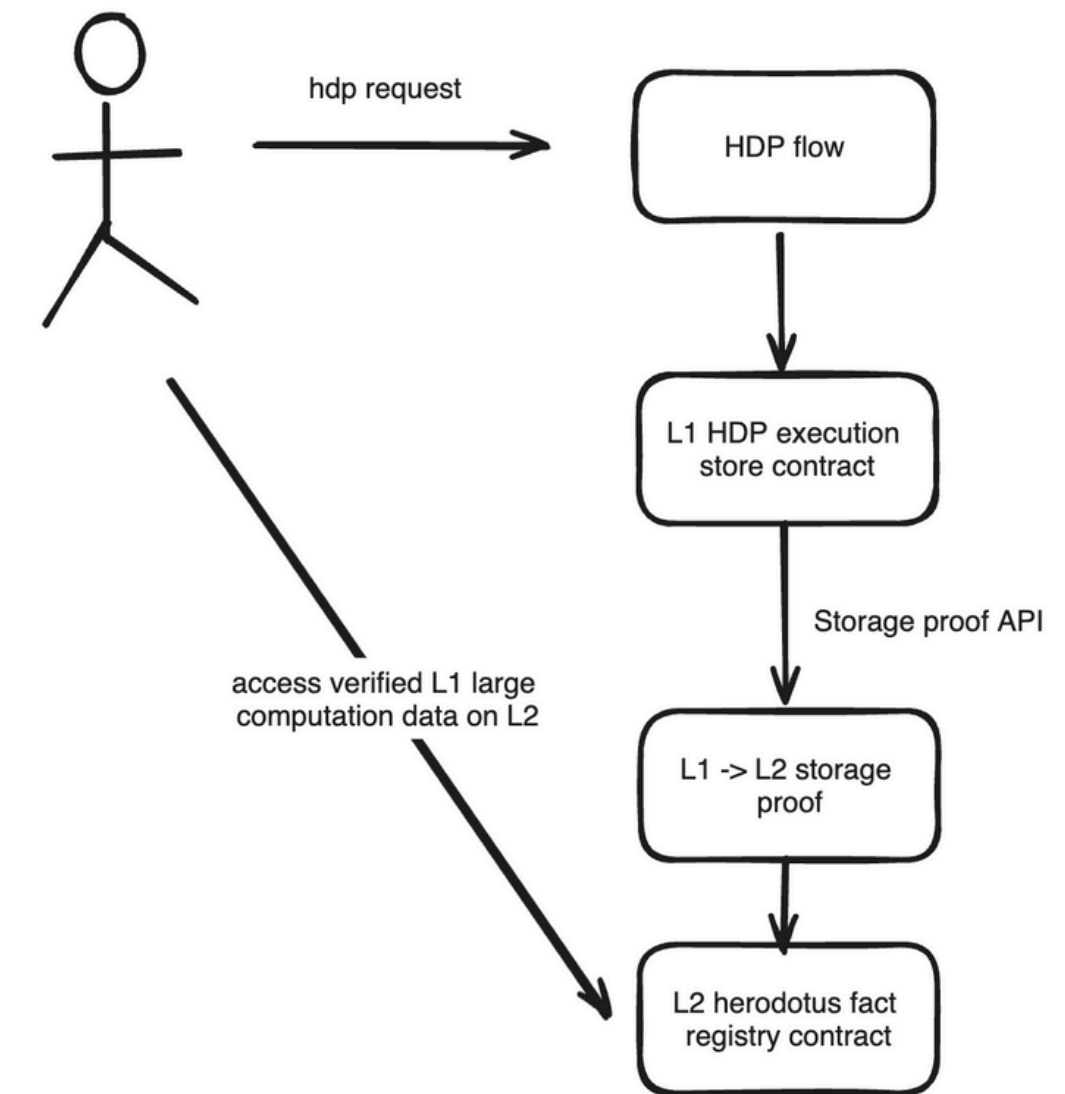 hdp request
HDP flow
L1 HDP execution
store contract
Storage proof API
access verified L1 large
computation data on L2
L1 -> L2 storage
proof
L2 herodotus fact
registry contract